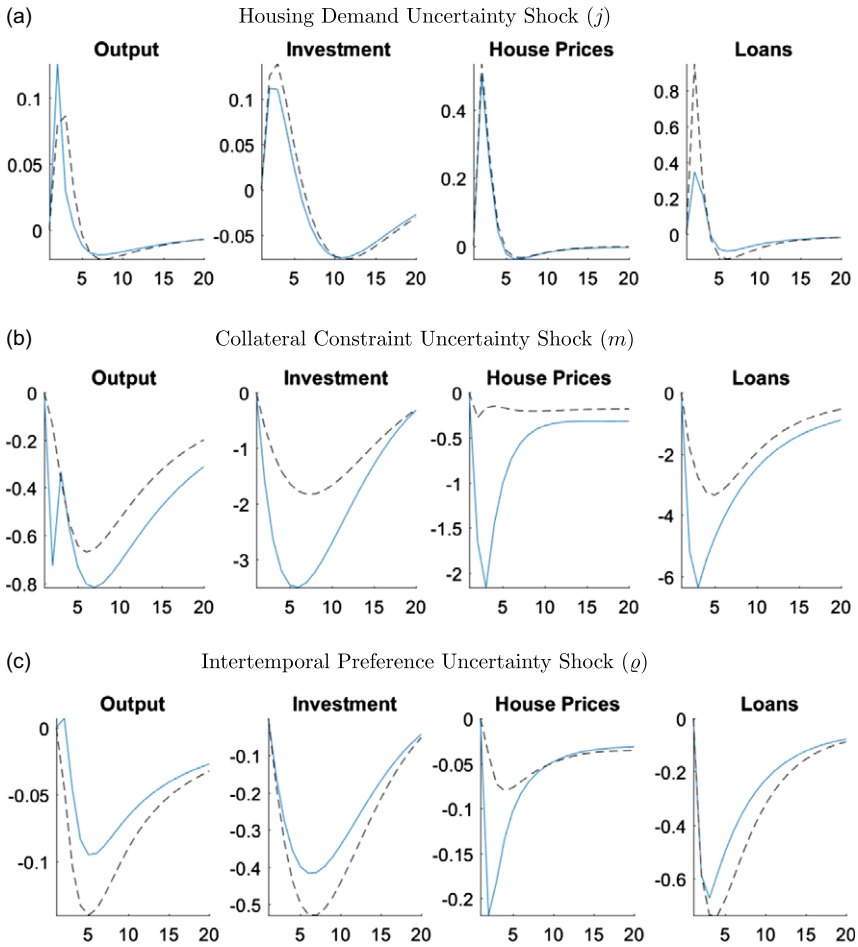 (a) Housing Demand Uncertainty Shock (j)
Output Investment House Prices Loans
0.1 0.05 0
0.1 0.05 0 -0.05
0.4 0.2 0
0.8 0.6 0.4 0.2 0
5 10 15 20 5 10 15 20 5 10 15 20 5 10 15 20
(b) Collateral Constraint Uncertainty Shock (m)
Output Investment House Prices Loans
0 -0.2 -0.4 -0.6 -0.8
0 -1 -2 -3
0 -0.5 -1 -1.5 -2
0 -2 -4 -6
5 10 15 20 5 10 15 20 5 10 15 20 5 10 15 20
(c) Intertemporal Preference Uncertainty Shock (ϱ)
Output Investment House Prices Loans
0 -0.05 -0.1
-0.1 -0.2 -0.3 -0.4 -0.5
0 -0.05 -0.1 -0.15 -0.2
0 -0.2 -0.4 -0.6
5 10 15 20 5 10 15 20 5 10 15 20 5 10 15 20